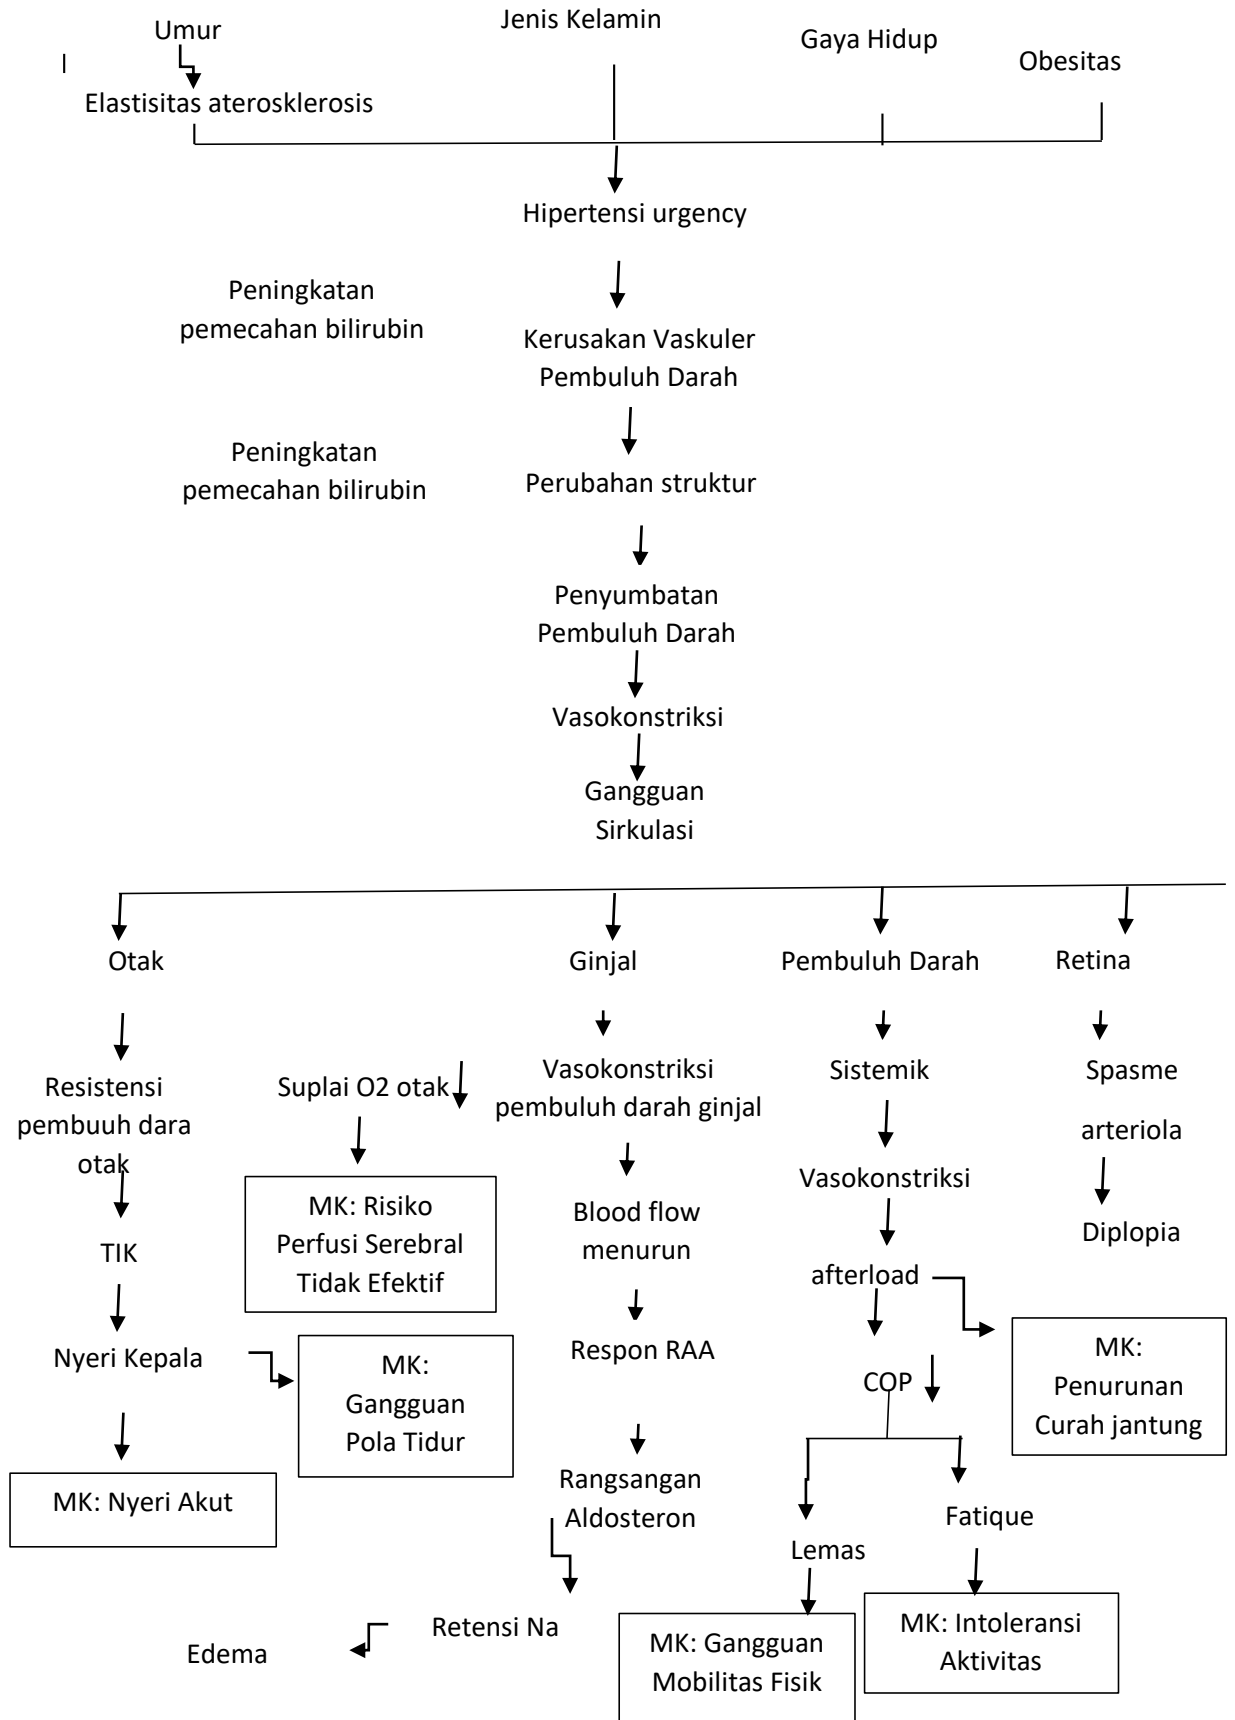 Umur
Jenis Kelamin
Gaya Hidup
Obesitas
Elastisitas aterosklerosis
Hipertensi urgency
Peningkatan
pemecahan bilirubin
Kerusakan Vaskuler
Pembuluh Darah
Peningkatan
pemecahan bilirubin
Perubahan struktur
Penyumbatan
Pembuluh Darah
Vasokonstriksi
Gangguan
Sirkulasi
Otak
Ginjal
Pembuluh Darah
Retina
Resistensi
pembuuh dara
otak
Suplai O2 otak
Vasokonstriksi
pembuluh darah ginjal
Sistemik
Spasme
arteriola
MK: Risiko
Perfusi Serebral
Tidak Efektif
Vasokonstriksi
TIK
Blood flow
menurun
Diplopia
afterload
Nyeri Kepala
MK:
Gangguan
Pola Tidur
Respon RAA
COP
MK:
Penurunan
Curah jantung
MK: Nyeri Akut
Rangsangan
Aldosteron
Lemas
Fatique
Retensi Na
Edema
MK: Gangguan
Mobilitas Fisik
MK: Intoleransi
Aktivitas